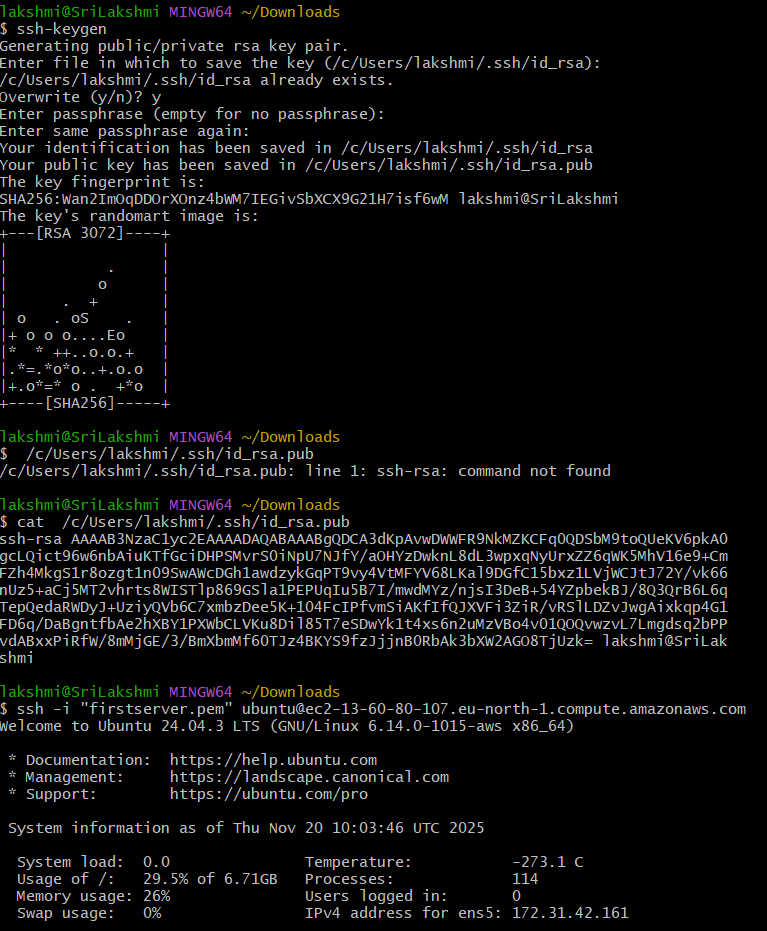 lakshmi@SriLakshmi MINGW64 ~/Downloads
$ ssh-keygen
Generating public/private rsa key pair.
Enter file in which to save the key (/c/Users/lakshmi/.ssh/id_rsa):
/c/Users/lakshmi/.ssh/id_rsa already exists.
Overwrite (y/n)? y
Enter passphrase (empty for no passphrase):
Enter same passphrase again:
Your identification has been saved in /c/Users/lakshmi/.ssh/id_rsa
Your public key has been saved in /c/Users/lakshmi/.ssh/id_rsa.pub
The key fingerprint is:
SHA256:Wan2ImOqDDOrXOnz4bWM7IEGivSbXCX9G21H7isf6wM lakshmi@SriLakshmi
The key's randomart image is:
+---[RSA 3072]----+
|                 |
|            .    |
|           o     |
|       .  +      |
| o   . oS    .   |
|+ o o o....Eo    |
|*  * ++..o.o.+   |
|.*=.*o*o..+.o.o  |
|+.o*=* o .  +*o  |
+----[SHA256]-----+
lakshmi@SriLakshmi MINGW64 ~/Downloads
$  /c/Users/lakshmi/.ssh/id_rsa.pub
/c/Users/lakshmi/.ssh/id_rsa.pub: line 1: ssh-rsa: command not found
lakshmi@SriLakshmi MINGW64 ~/Downloads
$ cat  /c/Users/lakshmi/.ssh/id_rsa.pub
ssh-rsa AAAAB3NzaC1yc2EAAAADAQABAAABgQDCA3dKpAvwDWWFR9NkMZKCFq0QDSbM9toQUeKV6pkAO
gcLQict96w6nbAiuKTfGciDHPSMvrS0iNpU7NJfY/aOHYzDwknL8dL3wpxqNyUrxZZ6qWK5MhV16e9+Cm
FZh4MkgS1r8ozgt1n09SwAWcDGh1awdzykGqPT9vy4VtMFYV68LKal9DGfC15bxz1LVjWCJtJ72Y/vk66
nUz5+aCj5MT2vhrts8WISTlp869GSla1PEPUqIu5B7I/mwdMYz/njsI3DeB+54YZpbekBJ/8Q3QrB6L6q
TepQedaRWDyJ+UziyQVb6C7xmbzDee5K+1O4FcIPfvmSiAKfIfQJXVFi3ZiR/vRSlLDZvJwgAixkqp4G1
FD6q/DaBgntfbAe2hXBY1PXWbCLVKu8Dil85T7eSDwYk1t4xs6n2uMzVBo4v01QOQvwzvL7Lmgdsq2bPP
vdABxxPiRfW/8mMjGE/3/BmXbmMf60TJz4BKYS9fzJjjnB0RbAk3bXW2AGO8TjUzk= lakshmi@SriLak
shmi
lakshmi@SriLakshmi MINGW64 ~/Downloads
$ ssh -i "firstserver.pem" ubuntu@ec2-13-60-80-107.eu-north-1.compute.amazonaws.com
Welcome to Ubuntu 24.04.3 LTS (GNU/Linux 6.14.0-1015-aws x86_64)
 * Documentation:  https://help.ubuntu.com
 * Management:     https://landscape.canonical.com
 * Support:        https://ubuntu.com/pro
 System information as of Thu Nov 20 10:03:46 UTC 2025
  System load:  0.0                Temperature:           -273.1 C
  Usage of /:   29.5% of 6.71GB   Processes:             114
  Memory usage: 26%                Users logged in:       0
  Swap usage:   0%                 IPv4 address for ens5: 172.31.42.161